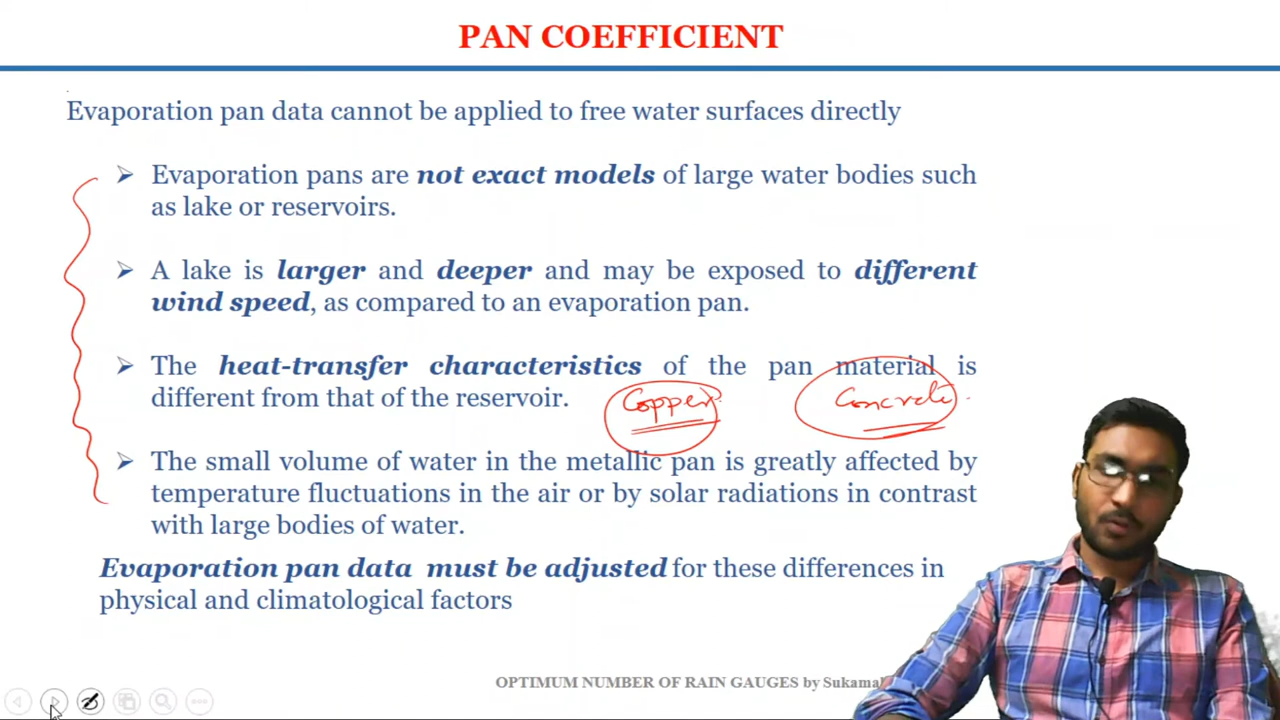 PAN COEFFICIENT
Evaporation pan data cannot be applied to free water surfaces directly
➢ Evaporation pans are not exact models of large water bodies such
as lake or reservoirs.
➢ A lake is larger and deeper and may be exposed to different
wind speed, as compared to an evaporation pan.
➢ The heat-transfer characteristics of the pan material is
different from that of the reservoir.
Copper
Concrete
➢ The small volume of water in the metallic pan is greatly affected by
temperature fluctuations in the air or by solar radiations in contrast
with large bodies of water.
Evaporation pan data must be adjusted for these differences in
physical and climatological factors
OPTIMUM NUMBER OF RAIN GAUGES by Sukama